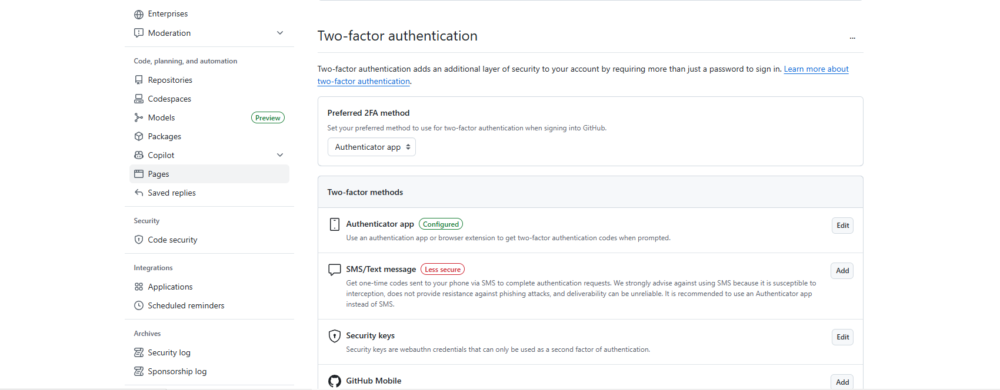 Enterprises
Moderation
Code, planning, and automation
Repositories
Codespaces
Models
Preview
Packages
Copilot
Pages
Saved replies
Security
Code security
Integrations
Applications
Scheduled reminders
Archives
Security log
Sponsorship log
Two-factor authentication
...
Two-factor authentication adds an additional layer of security to your account by requiring more than just a password to sign in. Learn more about
two-factor authentication.
Preferred 2FA method
Set your preferred method to use for two-factor authentication when signing into GitHub.
Authenticator app
Two-factor methods
Authenticator app Configured
Edit
Use an authentication app or browser extension to get two-factor authentication codes when prompted.
SMS/Text message Less secure
Add
Get one-time codes sent to your phone via SMS to complete authentication requests. We strongly advise against using SMS because it is susceptible to
interception, does not provide resistance against phishing attacks, and deliverability can be unreliable. It is recommended to use an Authenticator app
instead of SMS.
Security keys
Edit
Security keys are webauthn credentials that can only be used as a second factor of authentication.
GitHub Mobile
Add